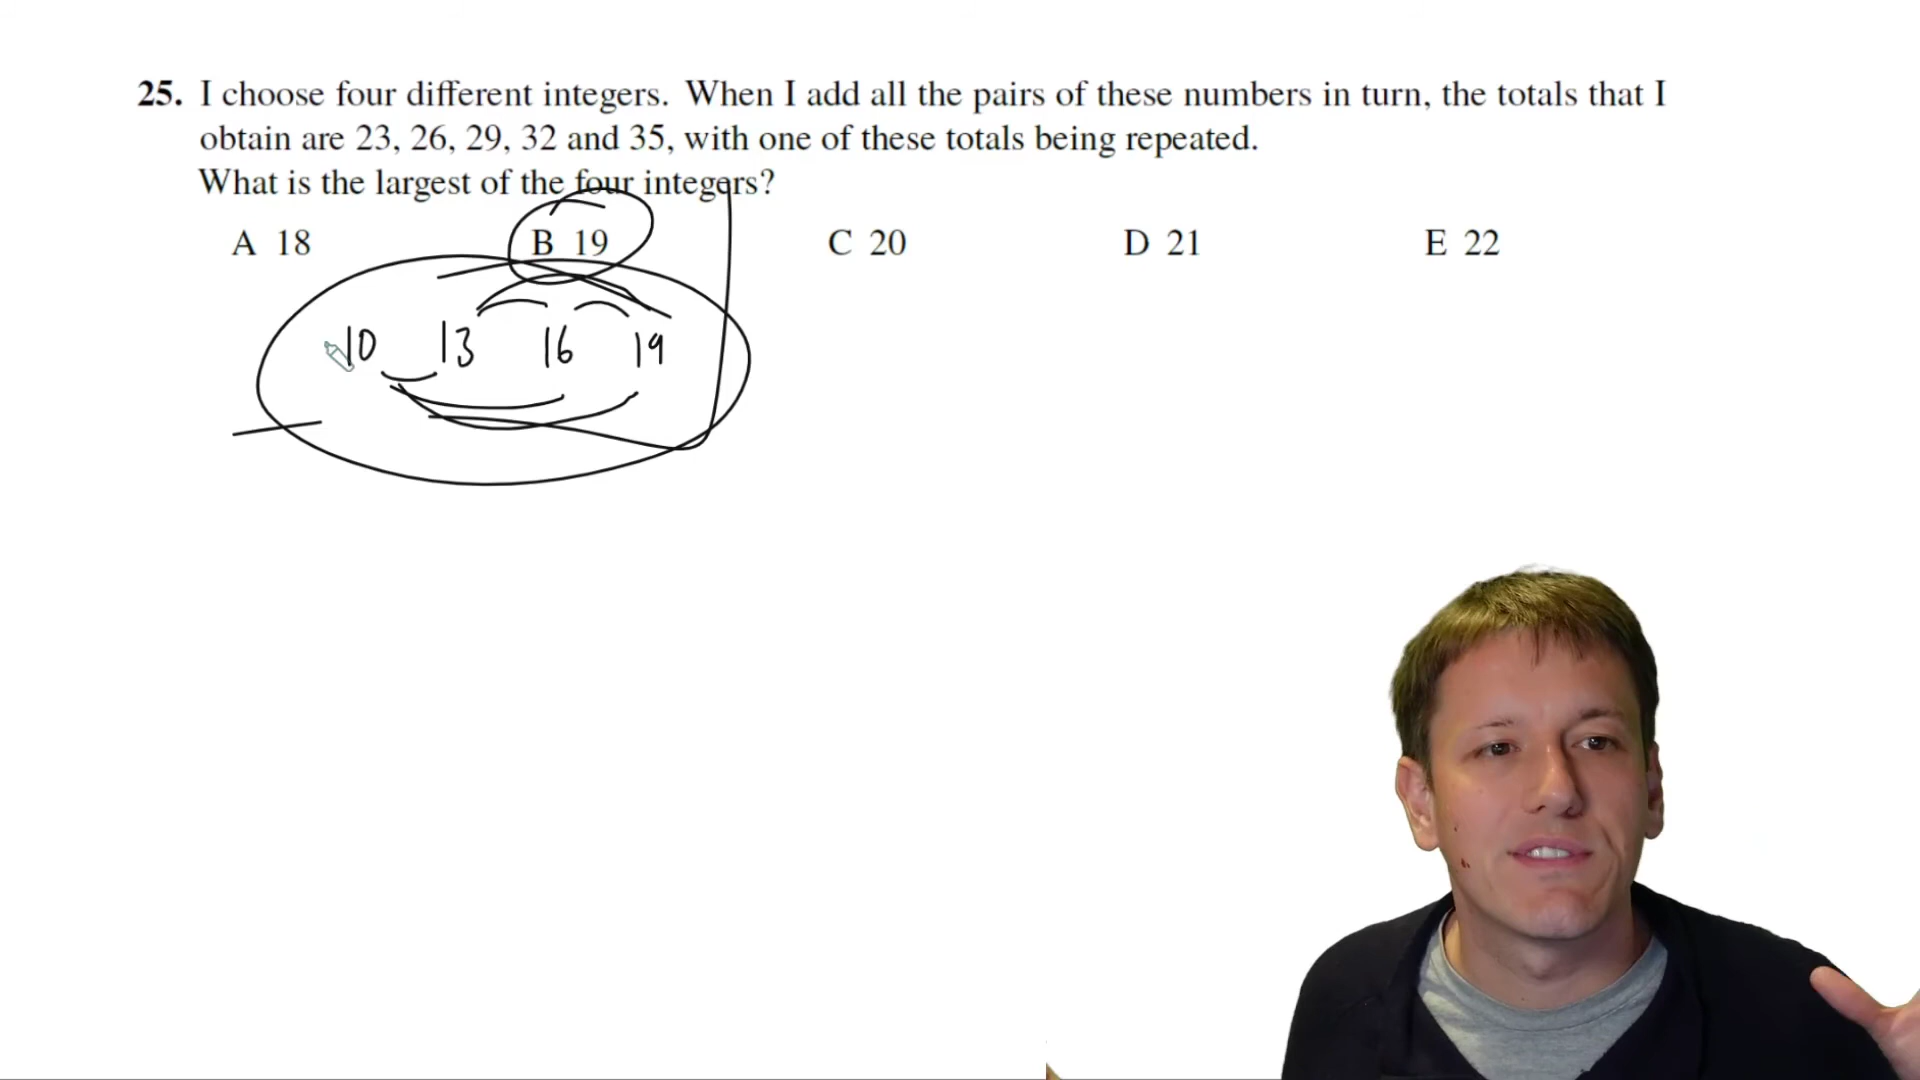 25. I choose four different integers. When I add all the pairs of these numbers in turn, the totals that I
obtain are 23, 26, 29, 32 and 35, with one of these totals being repeated.
What is the largest of the four integers?
A 18 B 19 C 20 D 21 E 22
10 13 16 19